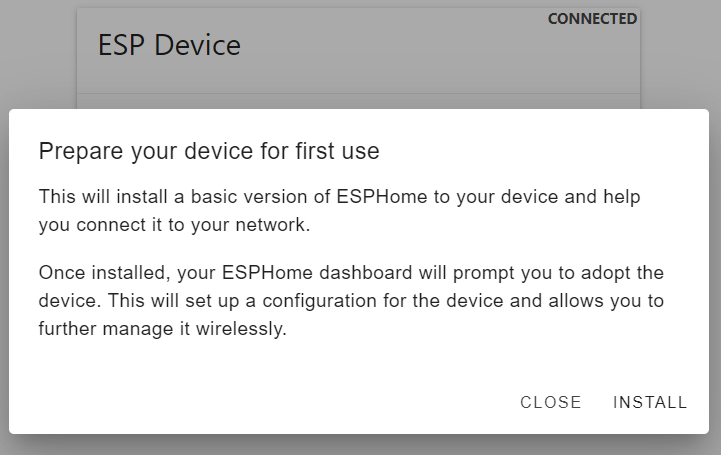 CONNECTED
ESP Device
Prepare your device for first use
This will install a basic version of ESPHome to your device and help
you connect it to your network.
Once installed, your ESPHome dashboard will prompt you to adopt the
device. This will set up a configuration for the device and allows you to
further manage it wirelessly.
CLOSE INSTALL